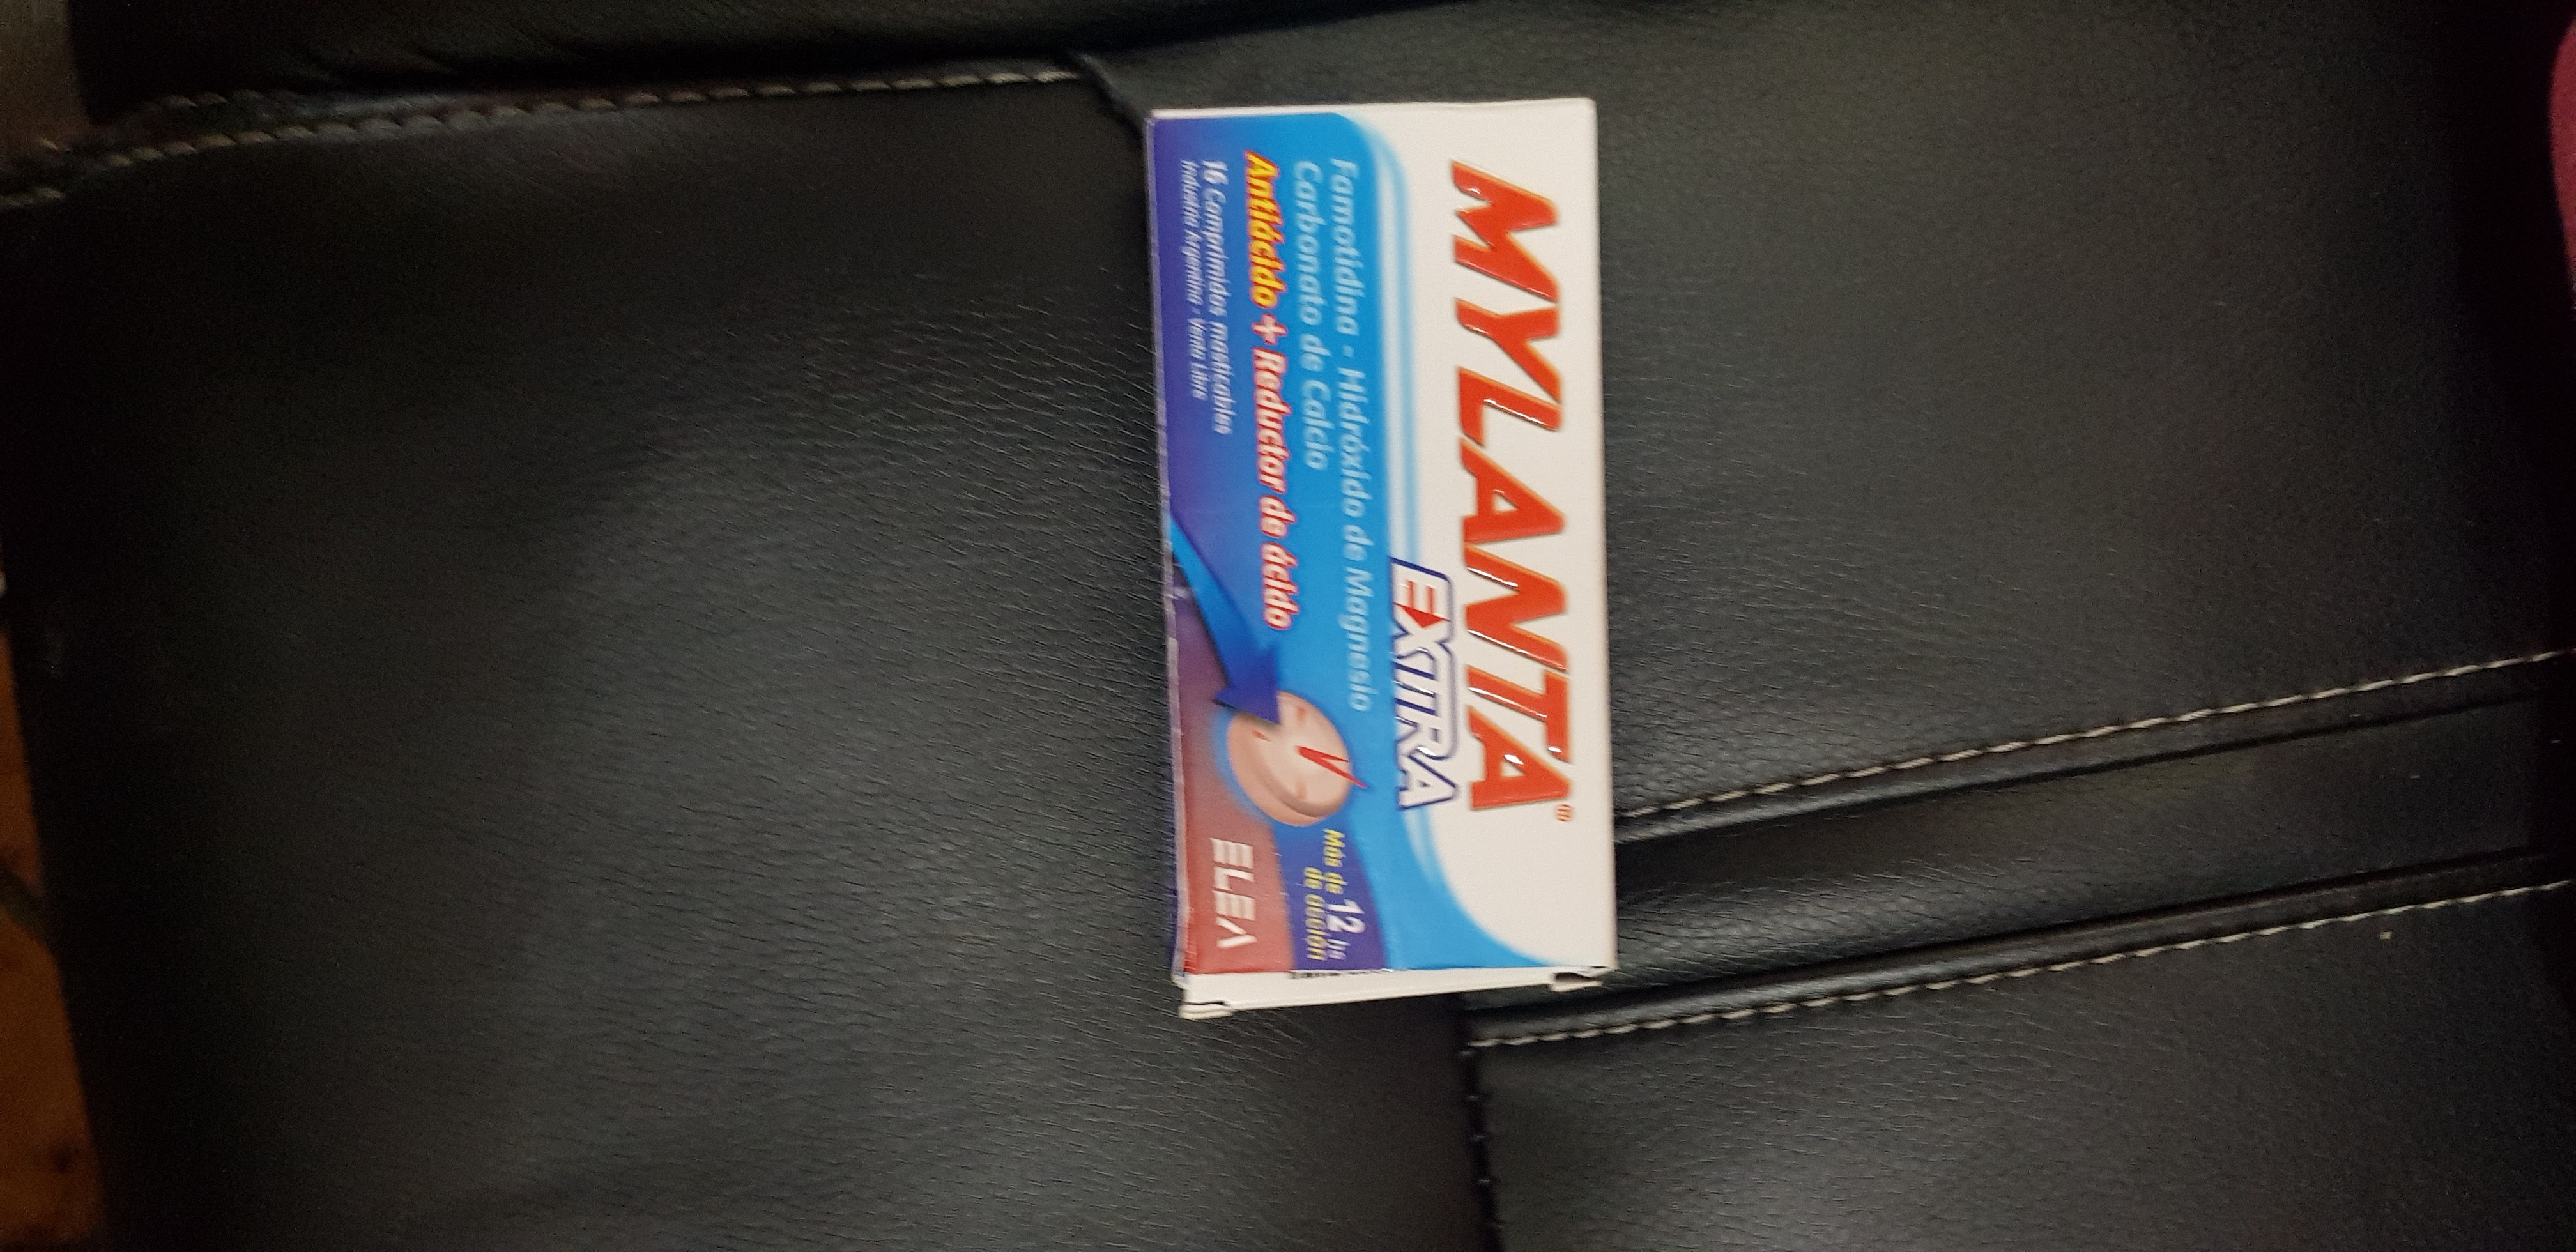 MYLANTA®
EXTRA
Famotidina - Hidróxido de Magnesio
Carbonato de Calcio
Antiácido + Reductor de ácido
16 Comprimidos masticables
Industria Argentina - Venta Libre
Más de 12 hs
de acción
ELEA